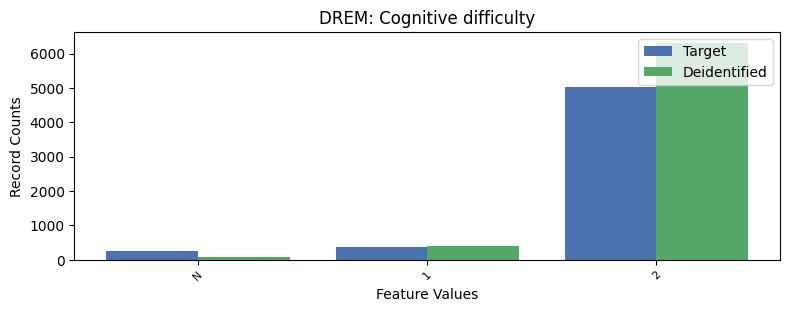 DREM: Cognitive difficulty
Target
Deidentified
Record Counts
6000
5000
4000
3000
2000
1000
0
N
1
2
Feature Values